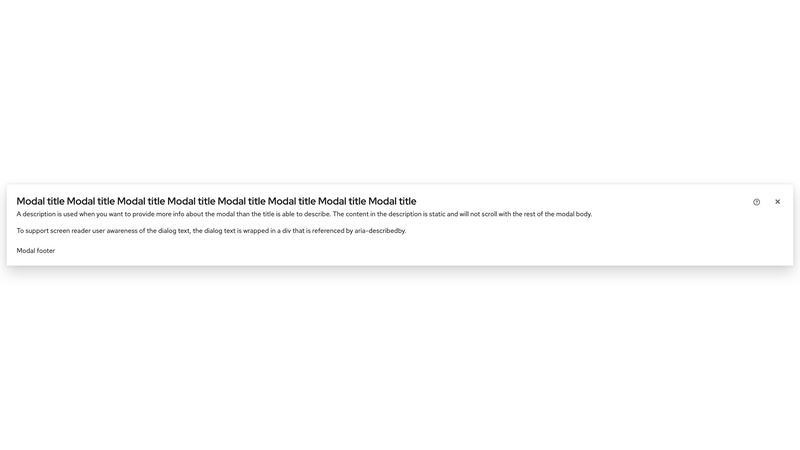 Modal title Modal title Modal title Modal title Modal title Modal title Modal title Modal title
A description is used when you want to provide more info about the modal than the title is able to describe. The content in the description is static and will not scroll with the rest of the modal body.
To support screen reader user awareness of the dialog text, the dialog text is wrapped in a div that is referenced by aria-describedby.
Modal footer